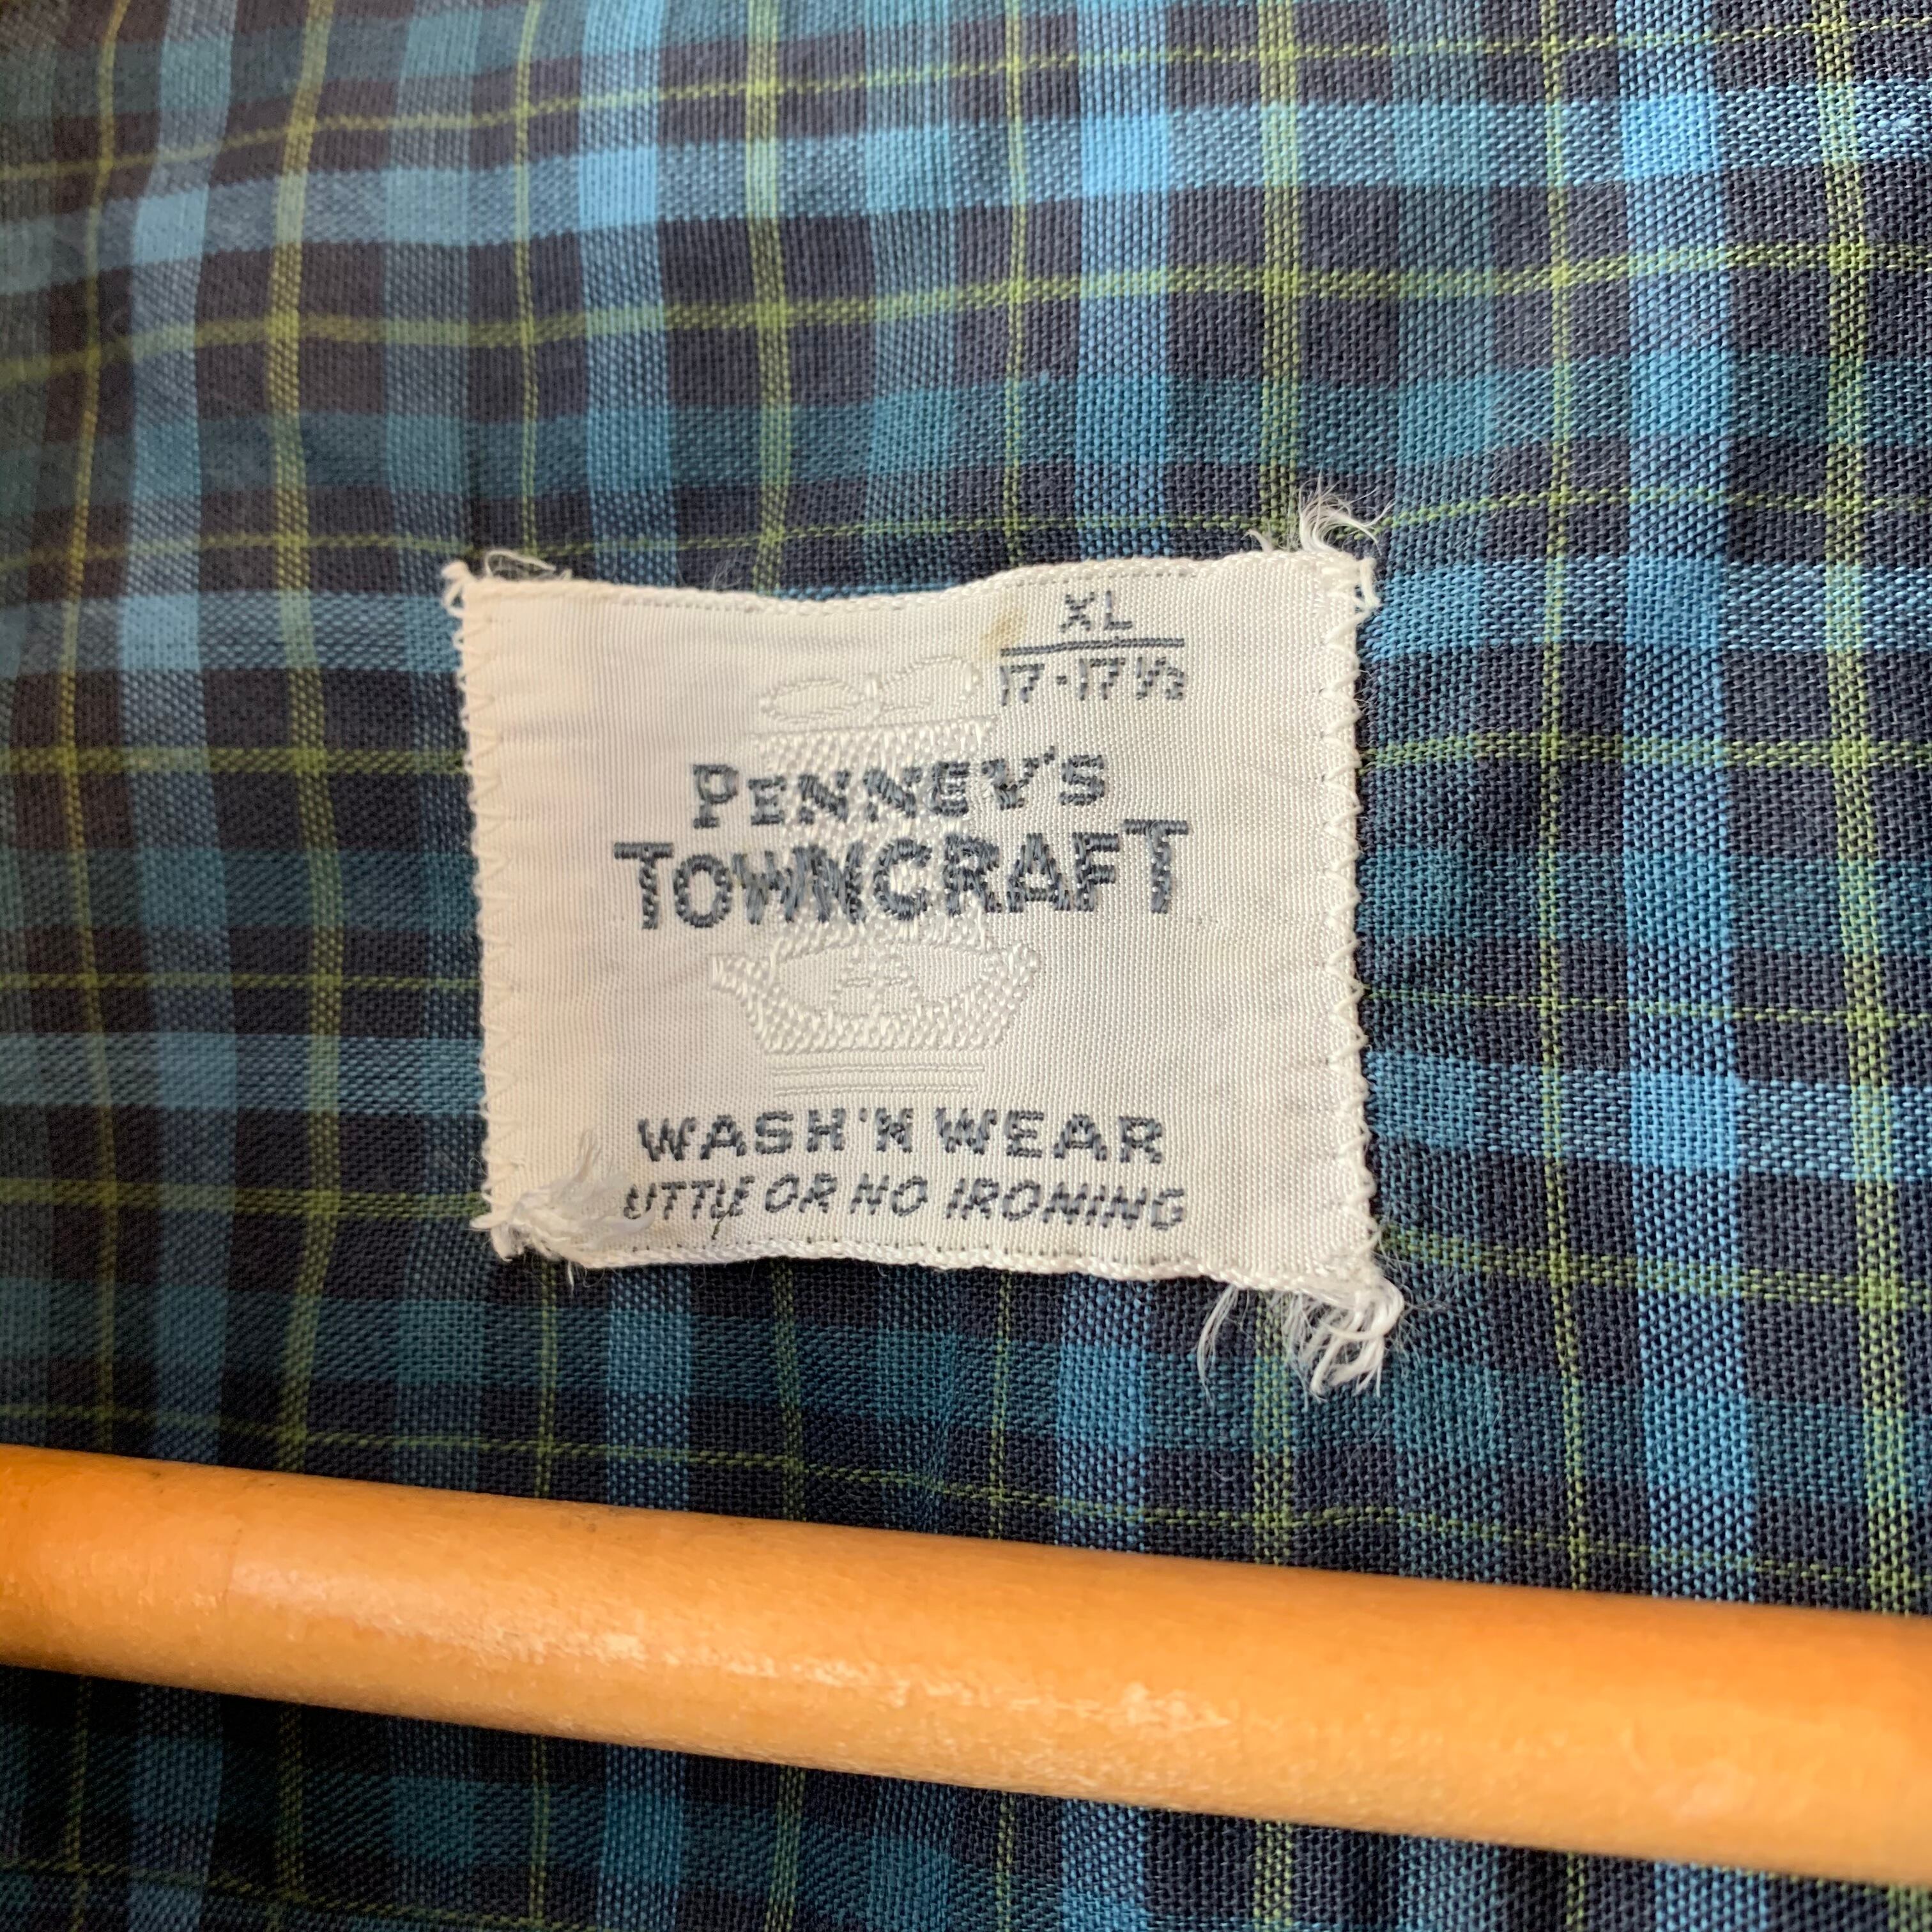 XL
17-17½
PENNEY'S
TOWNCRAFT
WASH 'N WEAR
LITTLE OR NO IRONING